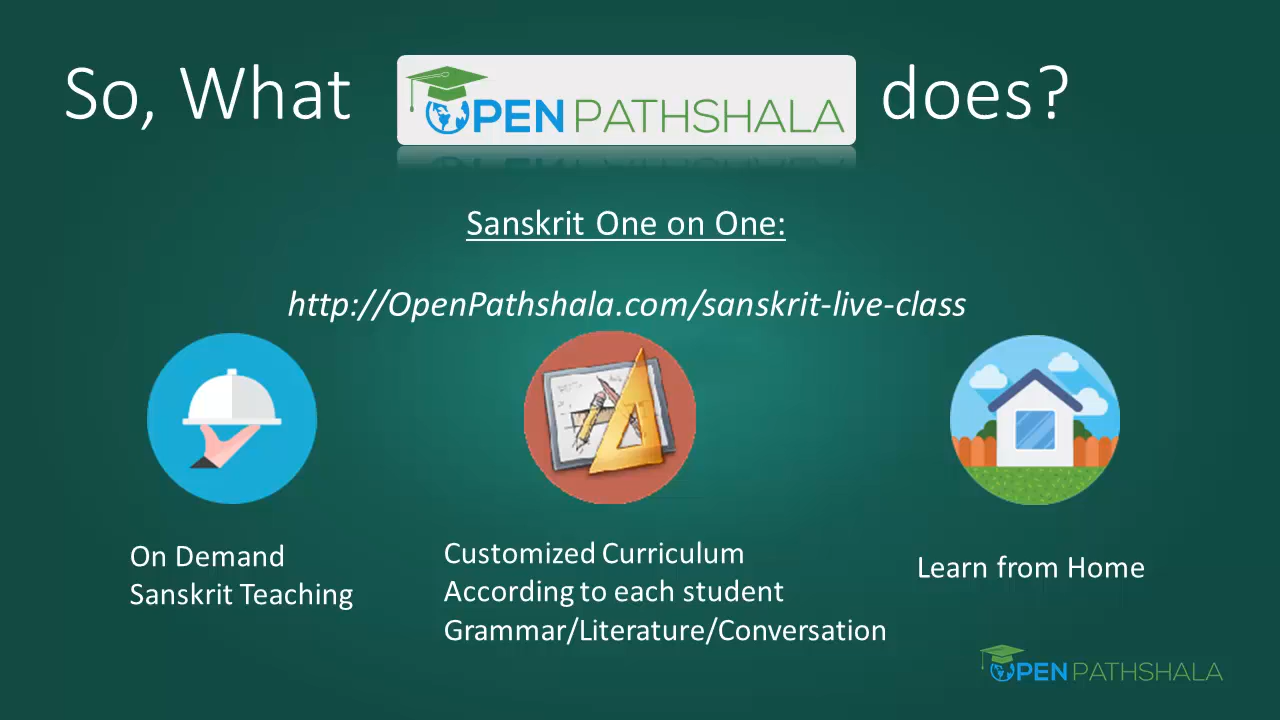 So, What OPEN PATHSHALA does?
Sanskrit One on One:
http://OpenPathshala.com/sanskrit-live-class
On Demand
Sanskrit Teaching
Customized Curriculum
According to each student
Grammar/Literature/Conversation
Learn from Home
OPEN PATHSHALA